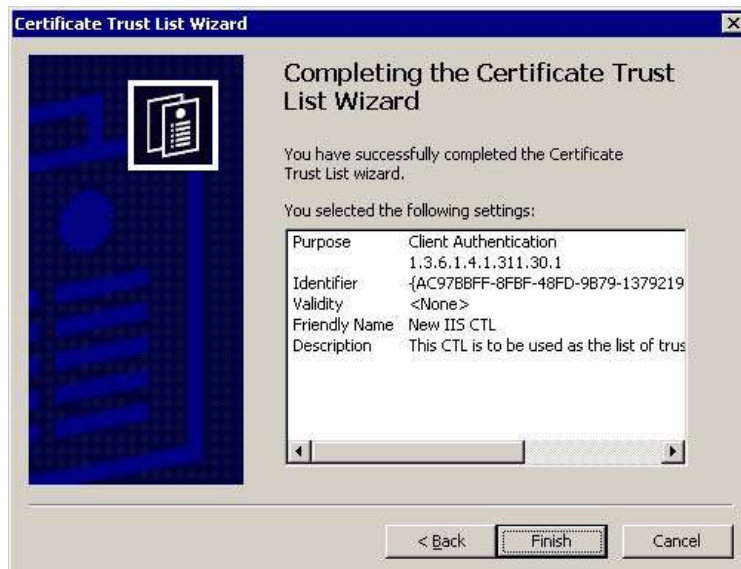 Certificate Trust List Wizard
Completing the Certificate Trust
List Wizard
You have successfully completed the Certificate
Trust List wizard.
You selected the following settings:
Purpose Client Authentication
1.3.6.1.4.1.311.30.1
Identifier {AC97BBFF-8FBF-48FD-9B79-1379219
Validity <None>
Friendly Name New IIS CTL
Description This CTL is to be used as the list of trus
< Back Finish Cancel